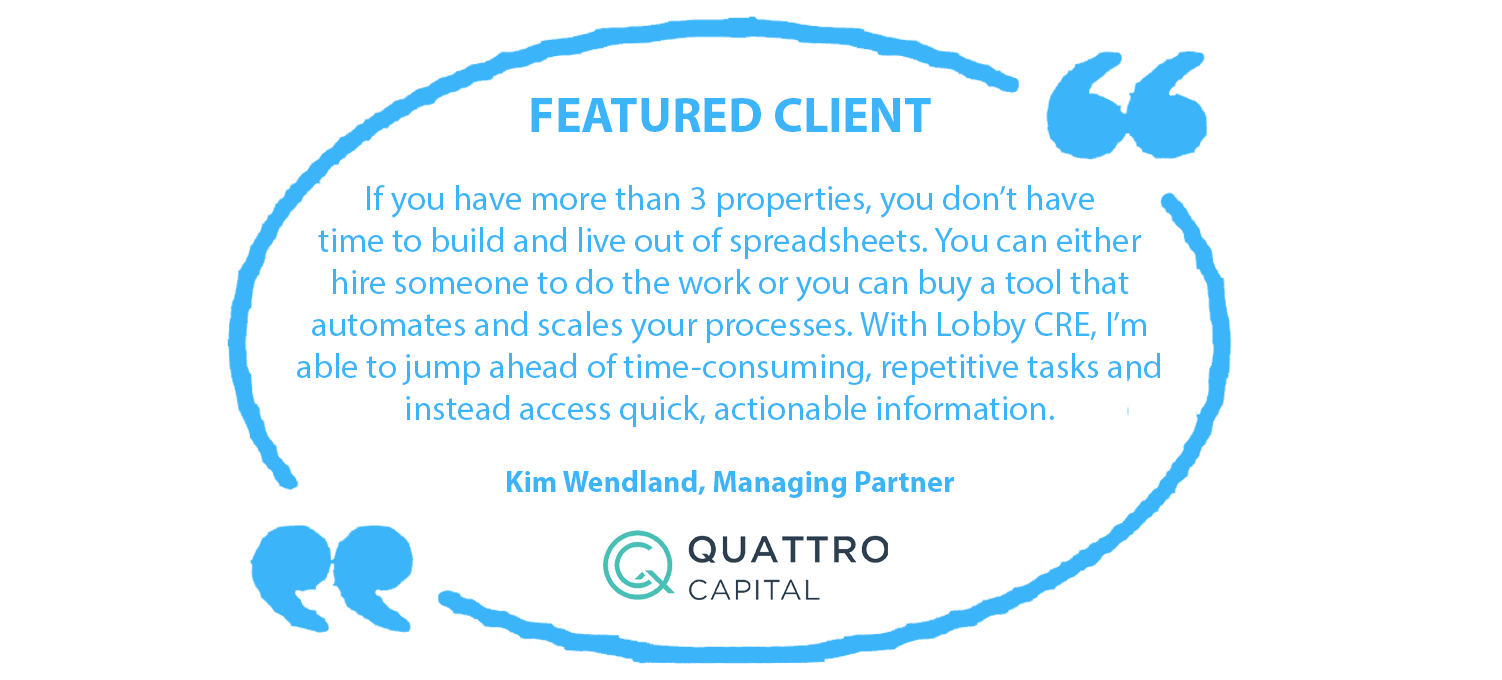 FEATURED CLIENT
If you have more than 3 properties, you don’t have
time to build and live out of spreadsheets. You can either
hire someone to do the work or you can buy a tool that
automates and scales your processes. With Lobby CRE, I’m
able to jump ahead of time-consuming, repetitive tasks and
instead access quick, actionable information.
Kim Wendland, Managing Partner
QUATTRO
CAPITAL